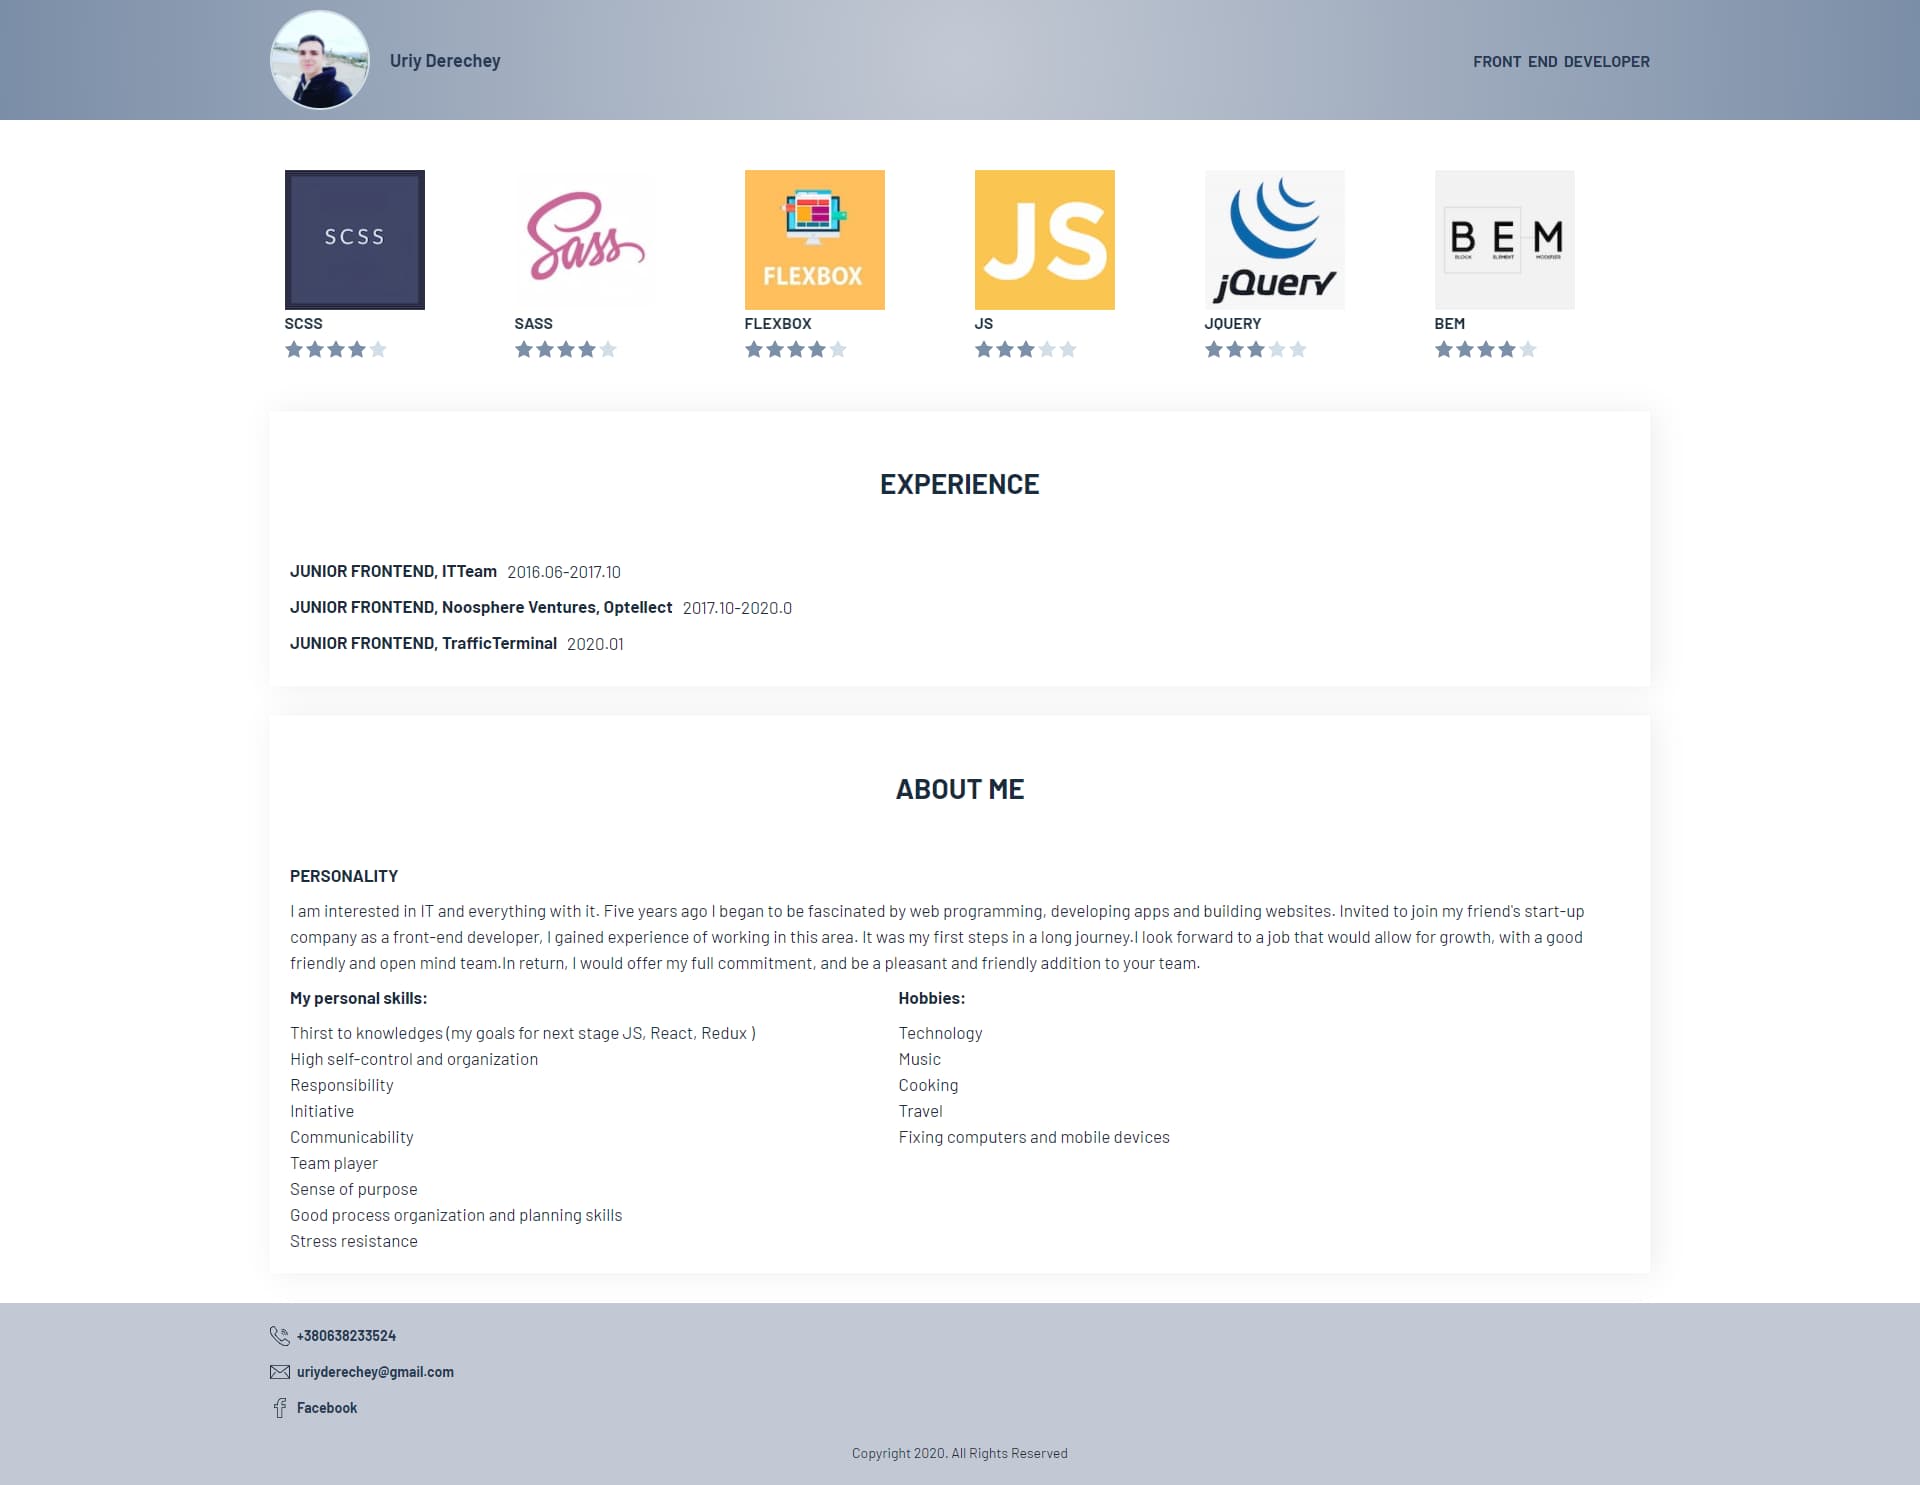 Uriy Derechey
FRONT END DEVELOPER
SCSS
Sass
FLEXBOX
JS
jQuery
B E M
BLOCK ELEMENT MODIFIER
SCSS
SASS
FLEXBOX
JS
JQUERY
BEM
EXPERIENCE
JUNIOR FRONTEND, ITTeam 2016.06-2017.10
JUNIOR FRONTEND, Noosphere Ventures, Optellect 2017.10-2020.0
JUNIOR FRONTEND, TrafficTerminal 2020.01
ABOUT ME
PERSONALITY
I am interested in IT and everything with it. Five years ago I began to be fascinated by web programming, developing apps and building websites. Invited to join my friend's start-up
company as a front-end developer, I gained experience of working in this area. It was my first steps in a long journey.I look forward to a job that would allow for growth, with a good
friendly and open mind team.In return, I would offer my full commitment, and be a pleasant and friendly addition to your team.
My personal skills:
Thirst to knowledges (my goals for next stage JS, React, Redux )
High self-control and organization
Responsibility
Initiative
Communicability
Team player
Sense of purpose
Good process organization and planning skills
Stress resistance
Hobbies:
Technology
Music
Cooking
Travel
Fixing computers and mobile devices
+380638233524
uriyderechey@gmail.com
Facebook
Copyright 2020. All Rights Reserved